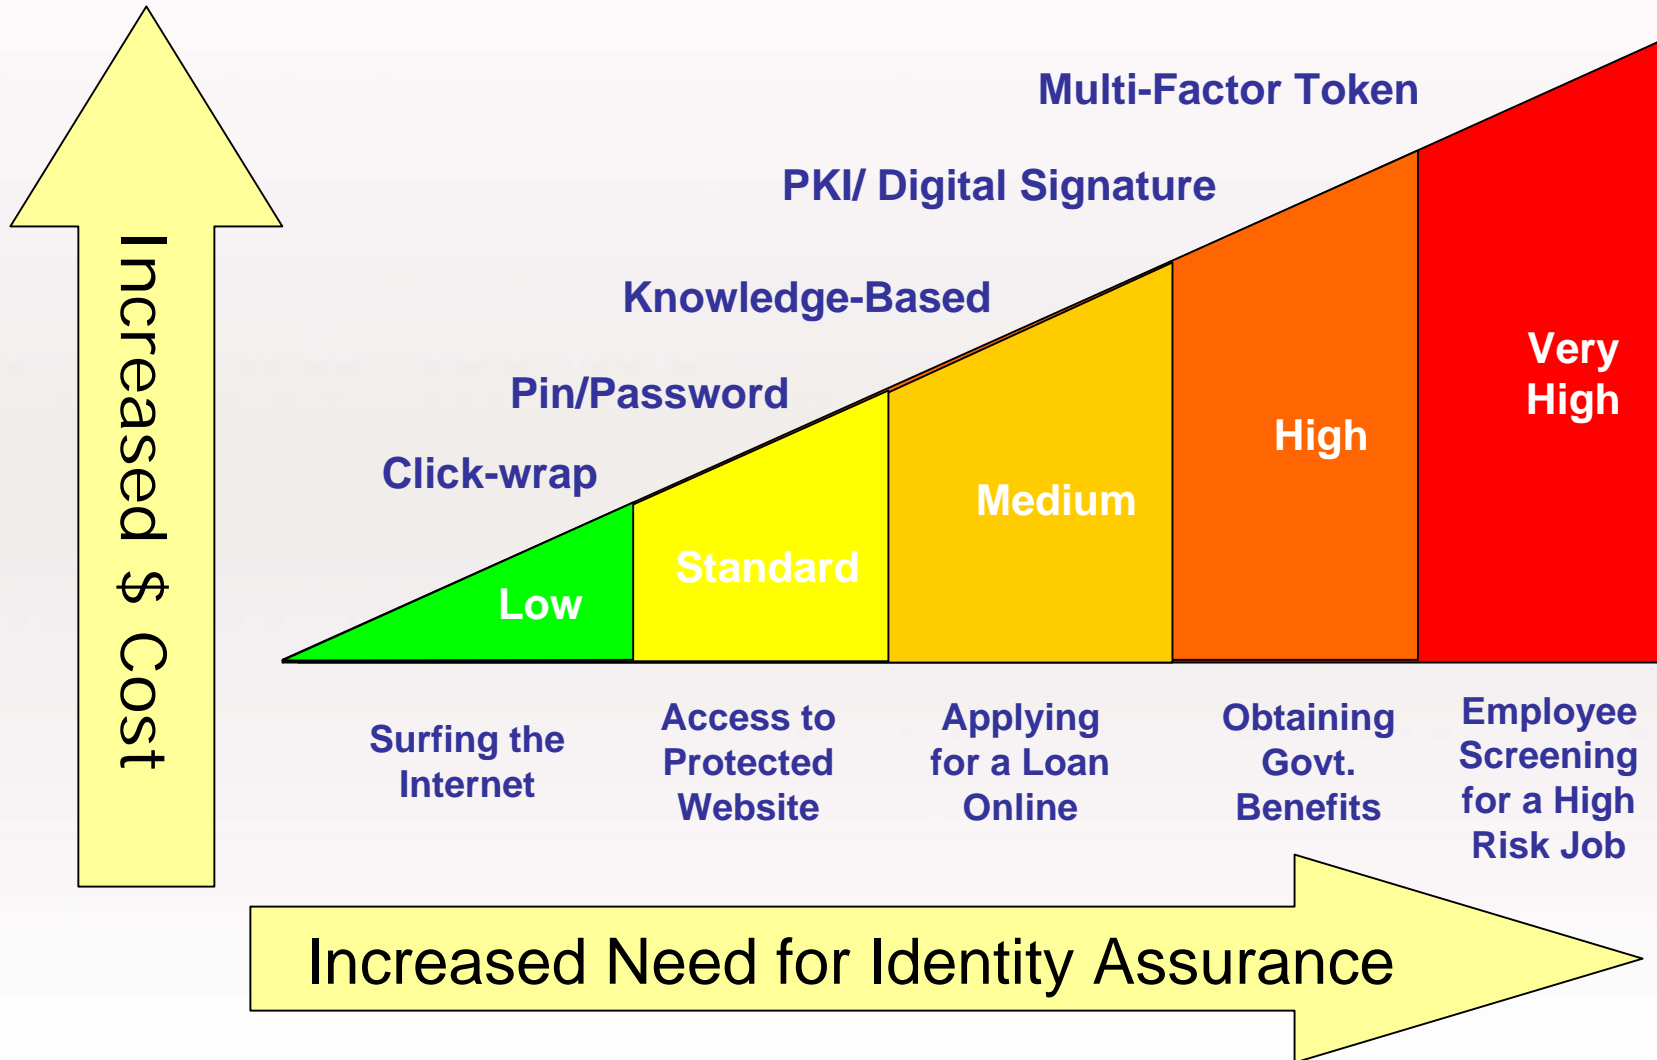 Multi-Factor Token
PKI/ Digital Signature
Knowledge-Based
Pin/Password
Click-wrap
Increased $ Cost
Low
Standard
Medium
High
Very
High
Surfing the
Internet
Access to
Protected
Website
Applying
for a Loan
Online
Obtaining
Govt.
Benefits
Employee
Screening
for a High
Risk Job
Increased Need for Identity Assurance